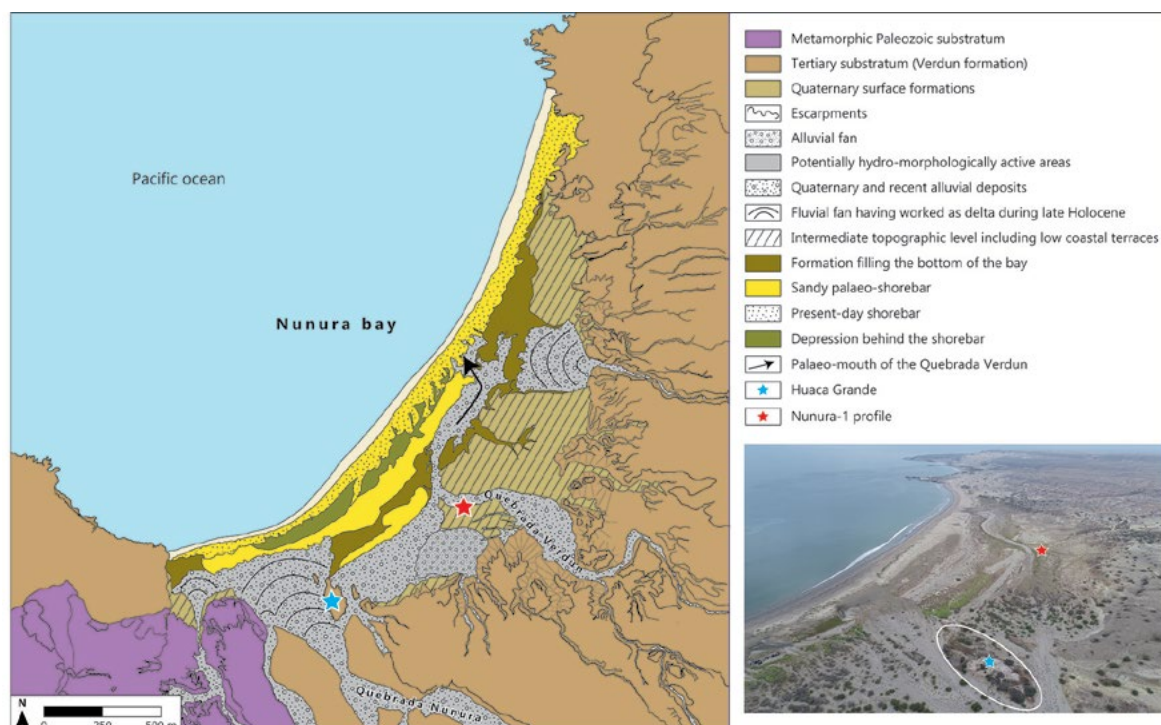 Pacific ocean
Nunura bay
Quebrada Verdun
Quebrada Nunura
N
0 250 500 m
Metamorphic Paleozoic substratum
Tertiary substratum (Verdun formation)
Quaternary surface formations
Escarpments
Alluvial fan
Potentially hydro-morphologically active areas
Quaternary and recent alluvial deposits
Fluvial fan having worked as delta during late Holocene
Intermediate topographic level including low coastal terraces
Formation filling the bottom of the bay
Sandy palaeo-shorebar
Present-day shorebar
Depression behind the shorebar
Palaeo-mouth of the Quebrada Verdun
Huaca Grande
Nunura-1 profile